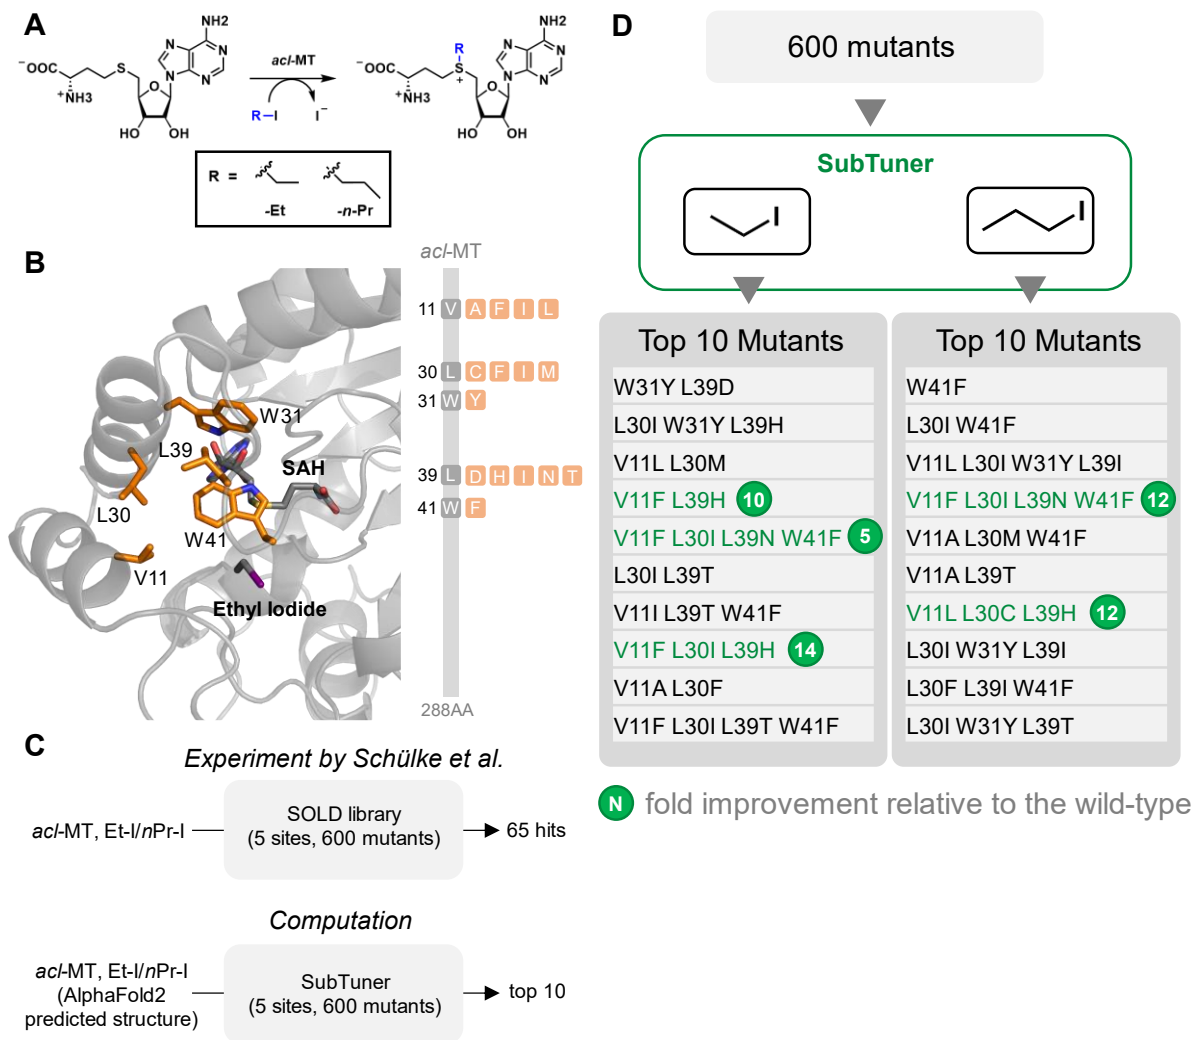 A
NH2
N
N
N
N
S
−OOC
+NH3
O
HO
OH
acl-MT
R−I
I−
R
NH2
−OOC
S
+
+NH3
O
N
N
N
N
HO
OH
R =
-Et
-n-Pr
B
acl-MT
W31
L39
SAH
L30
W41
V11
Ethyl Iodide
11 V A F I L
30 L C F I M
31 W Y
39 L D H I N T
41 W F
288AA
C
Experiment by Schülke et al.
acl-MT, Et-I/nPr-I
SOLD library
(5 sites, 600 mutants)
65 hits
Computation
acl-MT, Et-I/nPr-I
(AlphaFold2
predicted structure)
SubTuner
(5 sites, 600 mutants)
top 10
D
600 mutants
SubTuner
I
I
Top 10 Mutants
W31Y L39D
L30I W31Y L39H
V11L L30M
V11F L39H 10
V11F L30I L39N W41F 5
L30I L39T
V11I L39T W41F
V11F L30I L39H 14
V11A L30F
V11F L30I L39T W41F
Top 10 Mutants
W41F
L30I W41F
V11L L30I W31Y L39I
V11F L30I L39N W41F 12
V11A L30M W41F
V11A L39T
V11L L30C L39H 12
L30I W31Y L39I
L30F L39I W41F
L30I W31Y L39T
N fold improvement relative to the wild-type